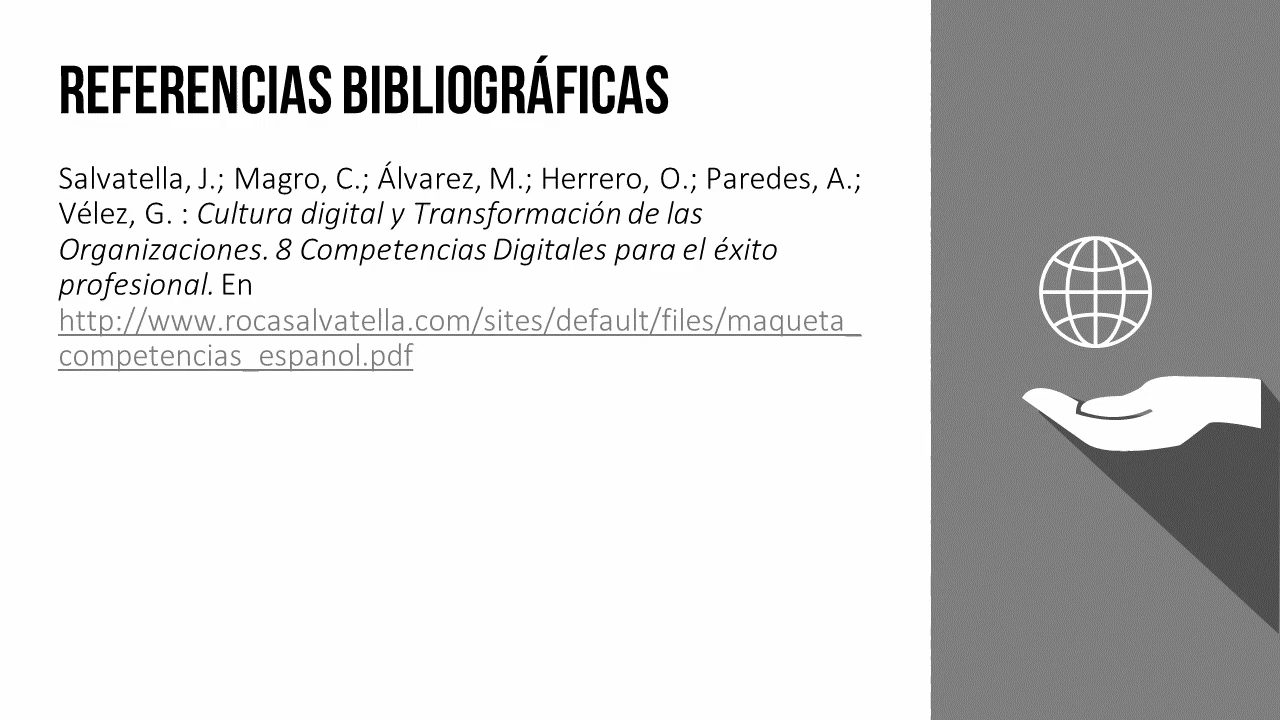 REFERENCIAS BIBLIOGRÁFICAS
Salvatella, J.; Magro, C.; Álvarez, M.; Herrero, O.; Paredes, A.;
Vélez, G. : Cultura digital y Transformación de las
Organizaciones. 8 Competencias Digitales para el éxito
profesional. En
http://www.rocasalvatella.com/sites/default/files/maqueta_
competencias_espanol.pdf